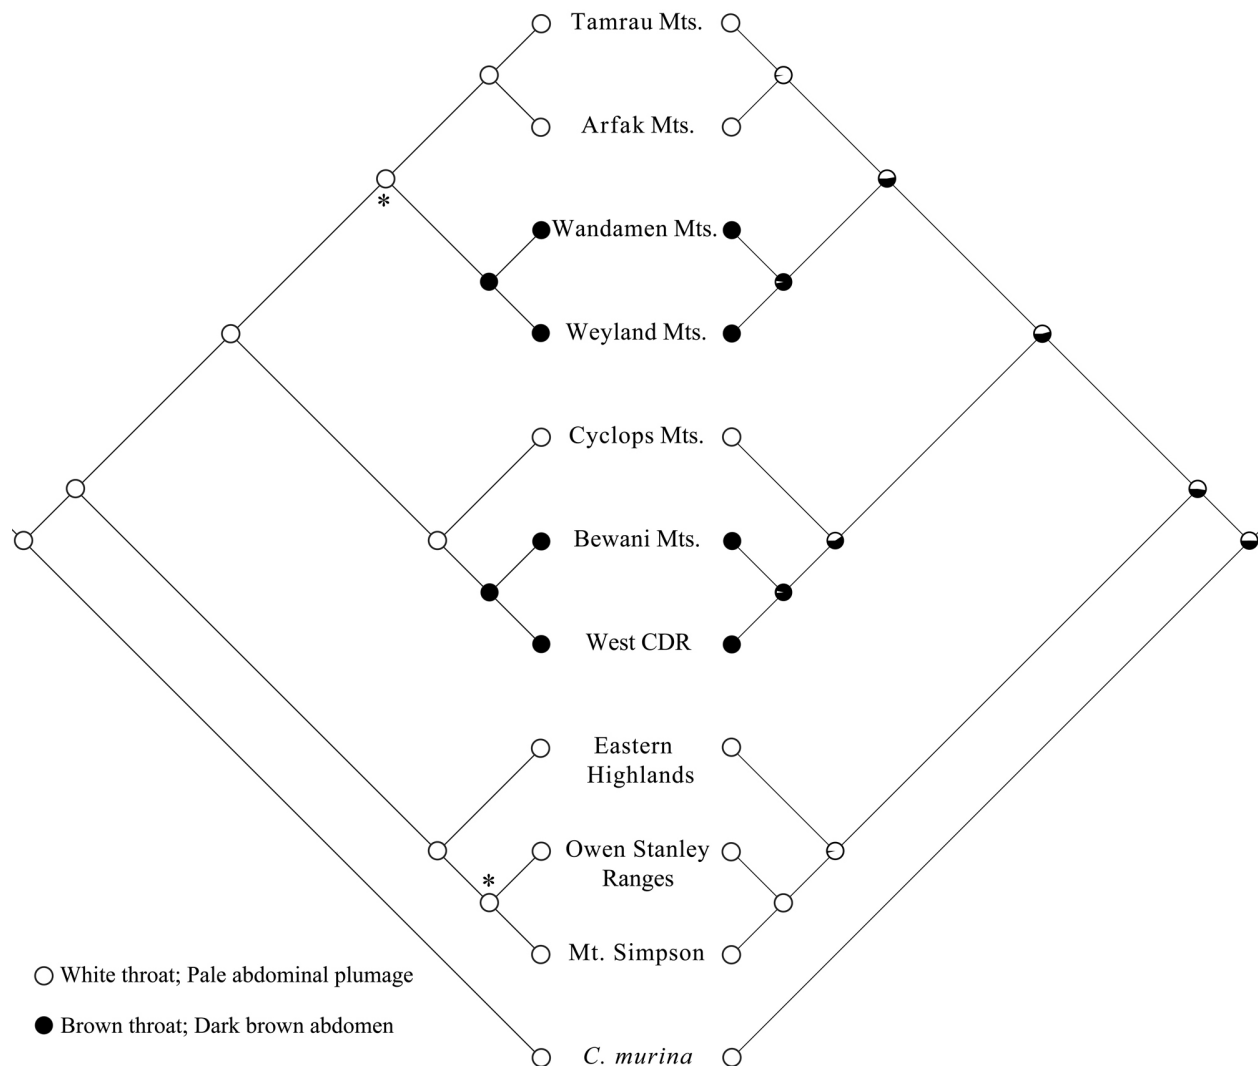 Tamrau Mts.
Arfak Mts.
*
Wandamen Mts.
Weyland Mts.
Cyclops Mts.
Bewani Mts.
West CDR
Eastern
Highlands
Owen Stanley
Ranges
*
Mt. Simpson
White throat; Pale abdominal plumage
Brown throat; Dark brown abdomen
C. murina